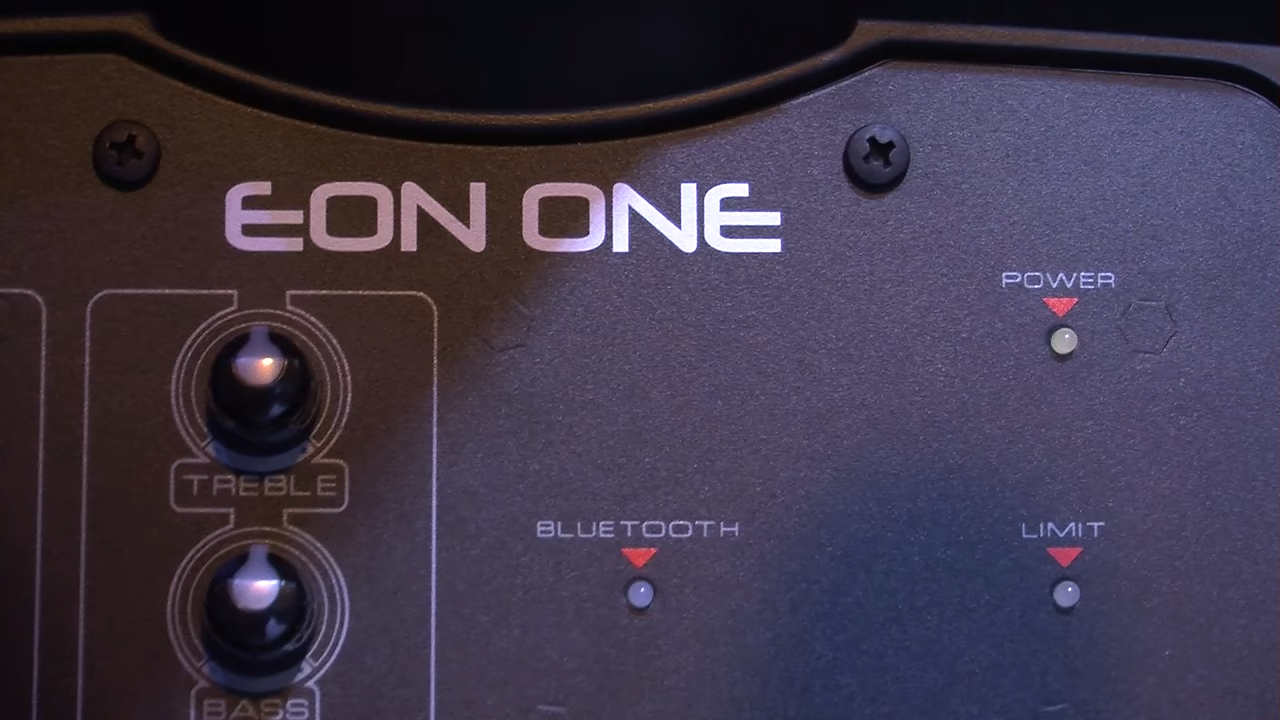 EON ONE
POWER
TREBLE
BLUETOOTH
LIMIT
BASS